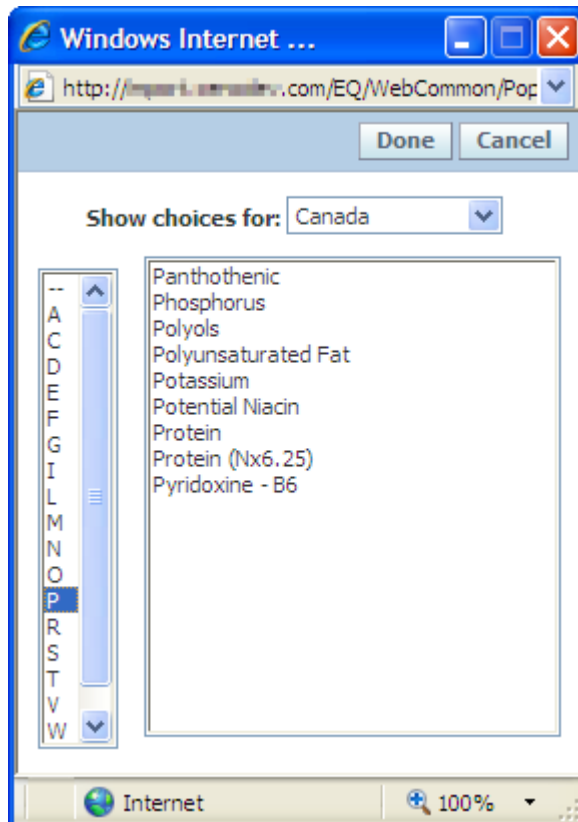 Windows Internet ...
http:// .com/EQ/WebCommon/Pop
Done Cancel
Show choices for: Canada
--
A
C
D
E
F
G
I
L
M
N
O
P
R
S
T
V
W
Panthothenic
Phosphorus
Polyols
Polyunsaturated Fat
Potassium
Potential Niacin
Protein
Protein (Nx6.25)
Pyridoxine - B6
Internet 100%